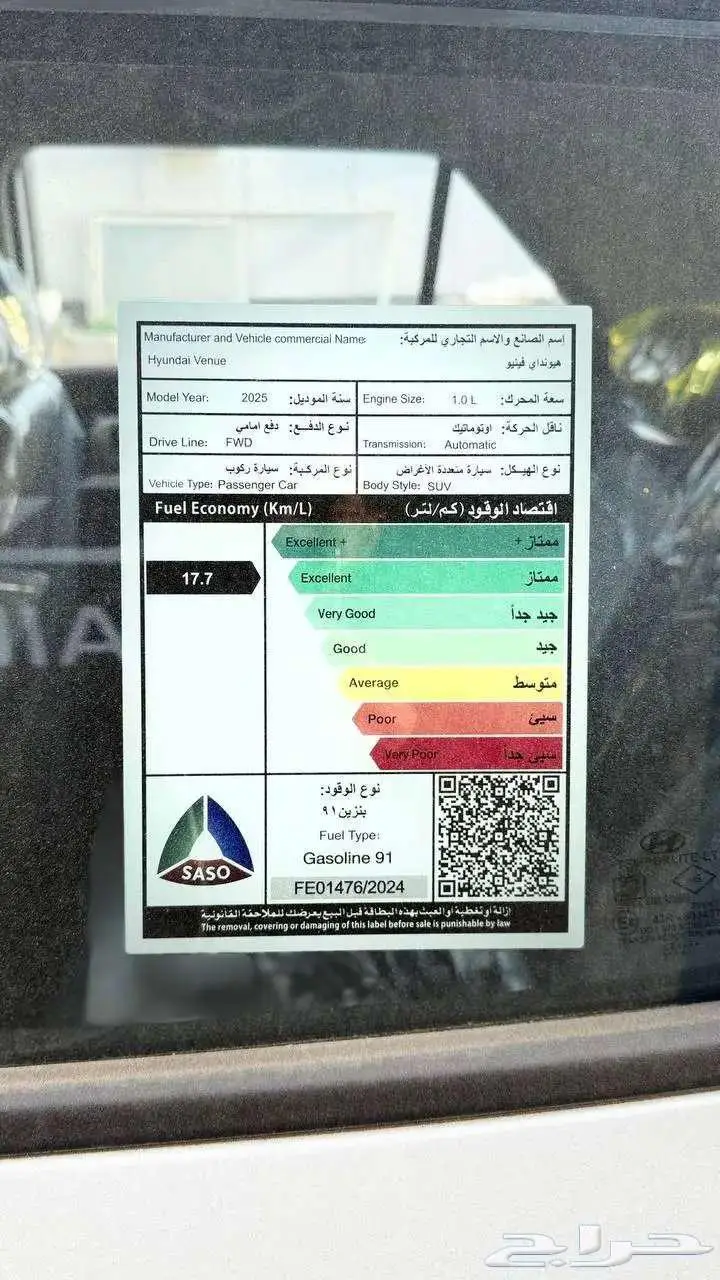 Manufacturer and Vehicle commercial Name:
إسم الصانع والاسم التجاري للمركبة:
Hyundai Venue
هيونداي فينيو
Model Year: 2025 سنة الموديل:
Engine Size: 1.0 L سعة المحرك:
نوع الدفع: دفع امامي
Drive Line: FWD
ناقل الحركة: اوتوماتيك
Transmission: Automatic
نوع المركبة: سيارة ركوب
Vehicle Type: Passenger Car
نوع الهيكل: سيارة متعددة الأغراض
Body Style: SUV
Fuel Economy (Km/L) اقتصاد الوقود (كم/لتر)
17.7
Excellent + ممتاز +
Excellent ممتاز
Very Good جيد جداً
Good جيد
Average متوسط
Poor سيئ
Very Poor سيئ جداً
SASO
نوع الوقود:
بنزين ٩١
Fuel Type:
Gasoline 91
FE01476/2024
إزالة أو تغطية أو العبث بهذه البطاقة قبل البيع يعرضك للملاحقة القانونية
The removal, covering or damaging of this label before sale is punishable by law
حراج